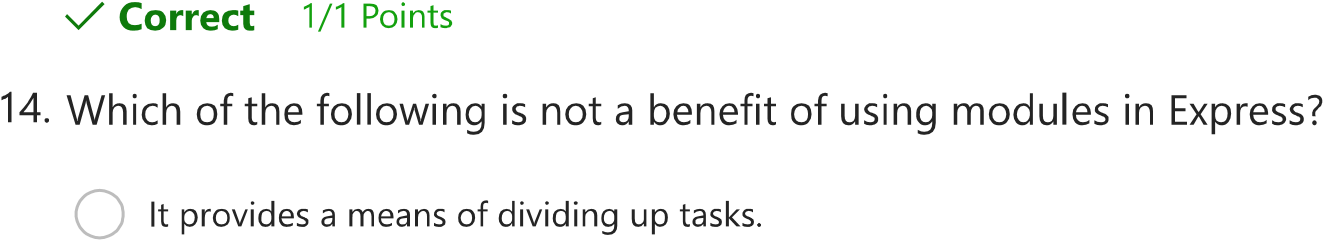 Correct 1/1 Points
14. Which of the following is not a benefit of using modules in Express?
It provides a means of dividing up tasks.